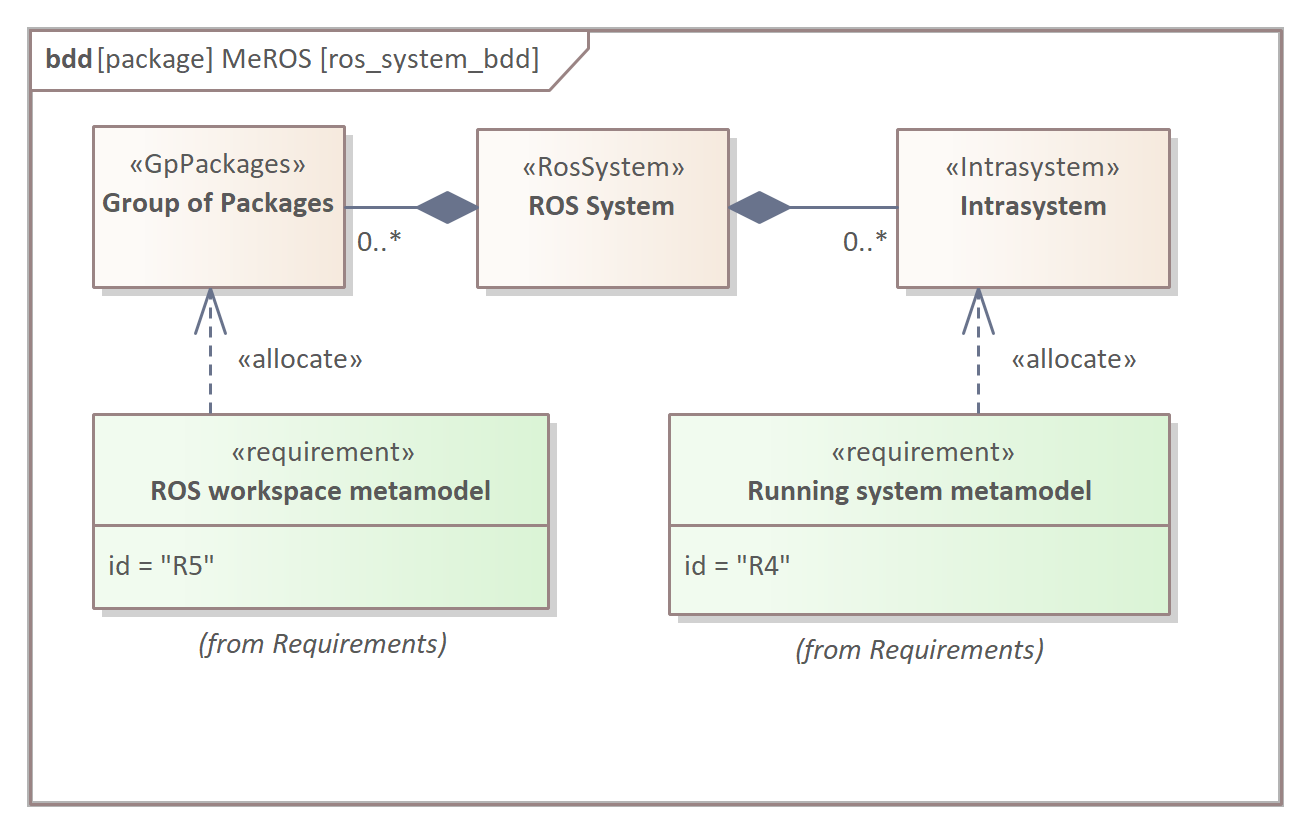 bdd [package] MeROS [ros_system_bdd]
«GpPackages»
Group of Packages
«RosSystem»
ROS System
«Intrasystem»
Intrasystem
0..*
0..*
«allocate»
«allocate»
«requirement»
ROS workspace metamodel
id = "R5"
(from Requirements)
«requirement»
Running system metamodel
id = "R4"
(from Requirements)